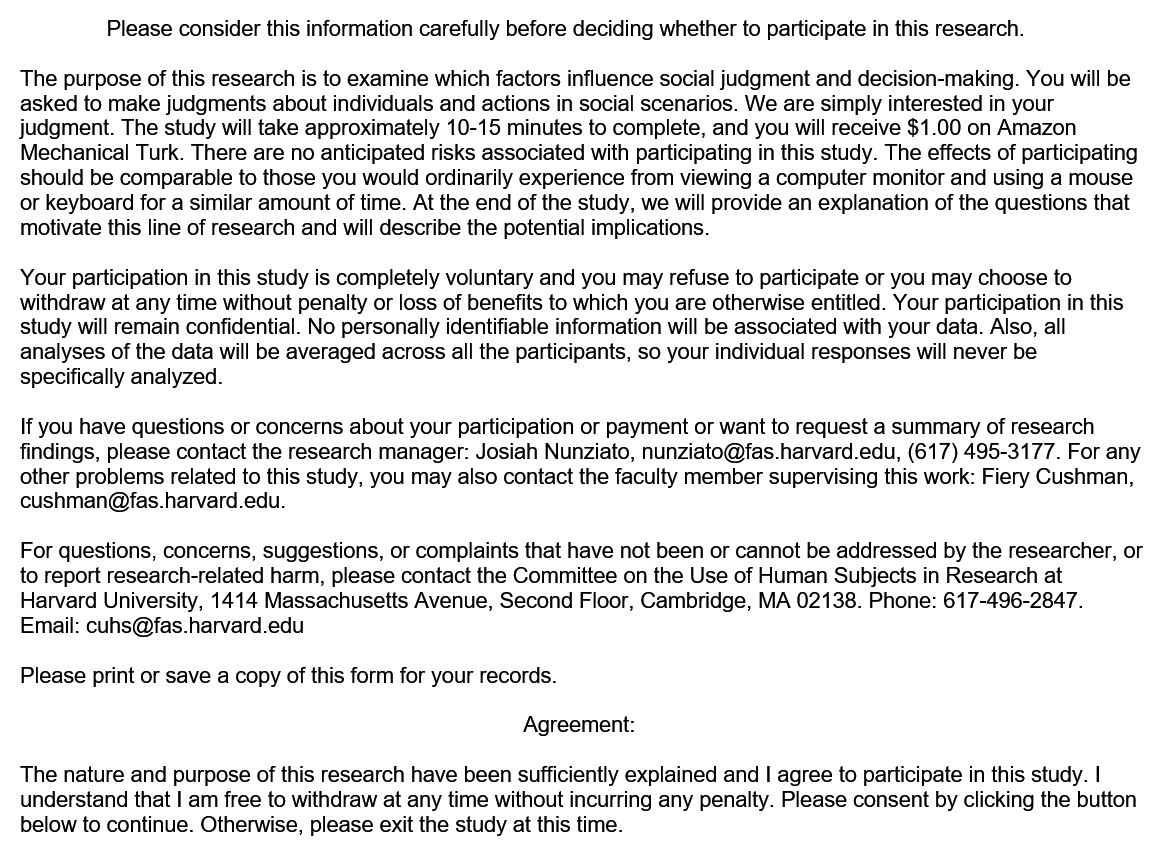 Please consider this information carefully before deciding whether to participate in this research.
The purpose of this research is to examine which factors influence social judgment and decision-making. You will be
asked to make judgments about individuals and actions in social scenarios. We are simply interested in your
judgment. The study will take approximately 10-15 minutes to complete, and you will receive $1.00 on Amazon
Mechanical Turk. There are no anticipated risks associated with participating in this study. The effects of participating
should be comparable to those you would ordinarily experience from viewing a computer monitor and using a mouse
or keyboard for a similar amount of time. At the end of the study, we will provide an explanation of the questions that
motivate this line of research and will describe the potential implications.
Your participation in this study is completely voluntary and you may refuse to participate or you may choose to
withdraw at any time without penalty or loss of benefits to which you are otherwise entitled. Your participation in this
study will remain confidential. No personally identifiable information will be associated with your data. Also, all
analyses of the data will be averaged across all the participants, so your individual responses will never be
specifically analyzed.
If you have questions or concerns about your participation or payment or want to request a summary of research
findings, please contact the research manager: Josiah Nunziato, nunziato@fas.harvard.edu, (617) 495-3177. For any
other problems related to this study, you may also contact the faculty member supervising this work: Fiery Cushman,
cushman@fas.harvard.edu.
For questions, concerns, suggestions, or complaints that have not been or cannot be addressed by the researcher, or
to report research-related harm, please contact the Committee on the Use of Human Subjects in Research at
Harvard University, 1414 Massachusetts Avenue, Second Floor, Cambridge, MA 02138. Phone: 617-496-2847.
Email: cuhs@fas.harvard.edu
Please print or save a copy of this form for your records.
Agreement:
The nature and purpose of this research have been sufficiently explained and I agree to participate in this study. I
understand that I am free to withdraw at any time without incurring any penalty. Please consent by clicking the button
below to continue. Otherwise, please exit the study at this time.